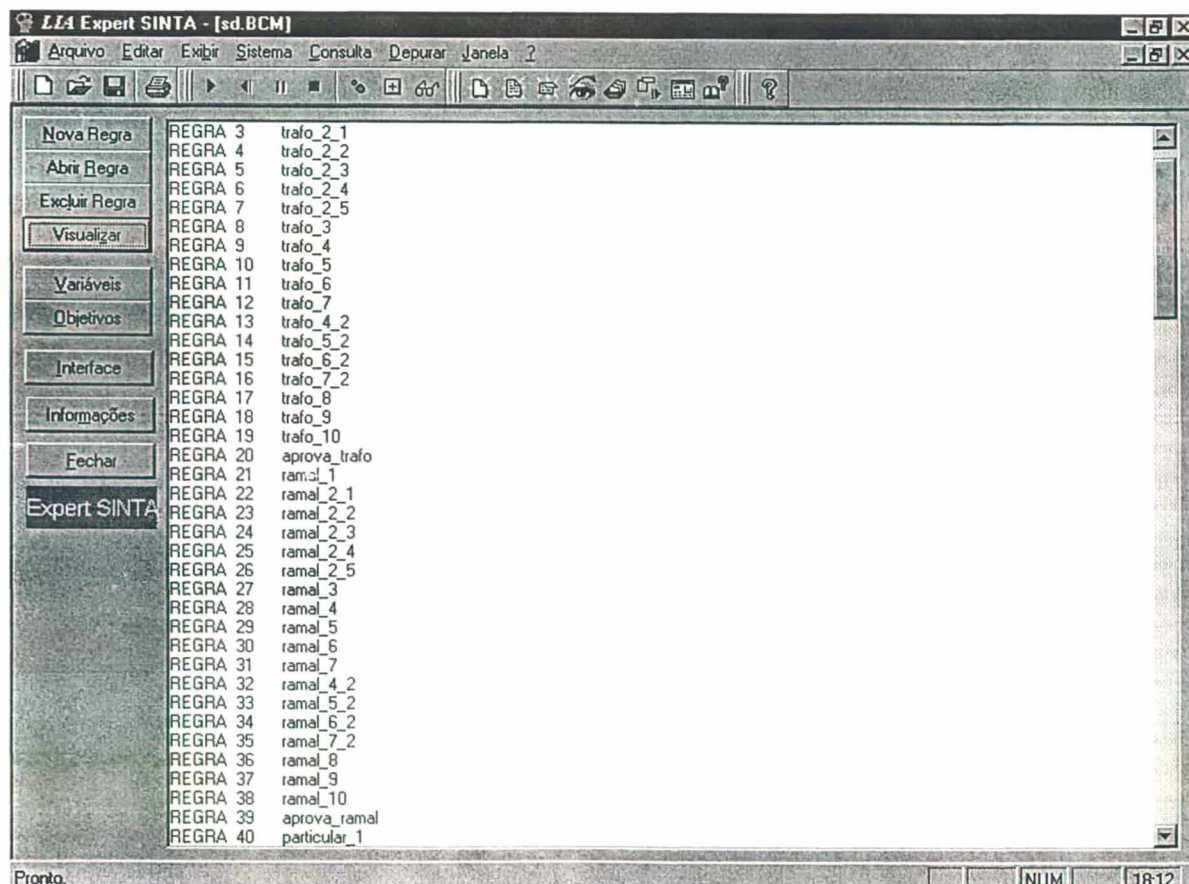 LIA Expert SINTA - [sd.BCM]
Arquivo Editar Exibir Sistema Consulta Depurar Janela ?
Nova Regra
Abrir Regra
Excluir Regra
Visualizar
Variáveis
Objetivos
Interface
Informações
Fechar
Expert SINTA
REGRA 3 trafo_2_1
REGRA 4 trafo_2_2
REGRA 5 trafo_2_3
REGRA 6 trafo_2_4
REGRA 7 trafo_2_5
REGRA 8 trafo_3
REGRA 9 trafo_4
REGRA 10 trafo_5
REGRA 11 trafo_6
REGRA 12 trafo_7
REGRA 13 trafo_4_2
REGRA 14 trafo_5_2
REGRA 15 trafo_6_2
REGRA 16 trafo_7_2
REGRA 17 trafo_8
REGRA 18 trafo_9
REGRA 19 trafo_10
REGRA 20 aprova_trafo
REGRA 21 ramal_1
REGRA 22 ramal_2_1
REGRA 23 ramal_2_2
REGRA 24 ramal_2_3
REGRA 25 ramal_2_4
REGRA 26 ramal_2_5
REGRA 27 ramal_3
REGRA 28 ramal_4
REGRA 29 ramal_5
REGRA 30 ramal_6
REGRA 31 ramal_7
REGRA 32 ramal_4_2
REGRA 33 ramal_5_2
REGRA 34 ramal_6_2
REGRA 35 ramal_7_2
REGRA 36 ramal_8
REGRA 37 ramal_9
REGRA 38 ramal_10
REGRA 39 aprova_ramal
REGRA 40 particular_1
Pronto.
NUM
18:12